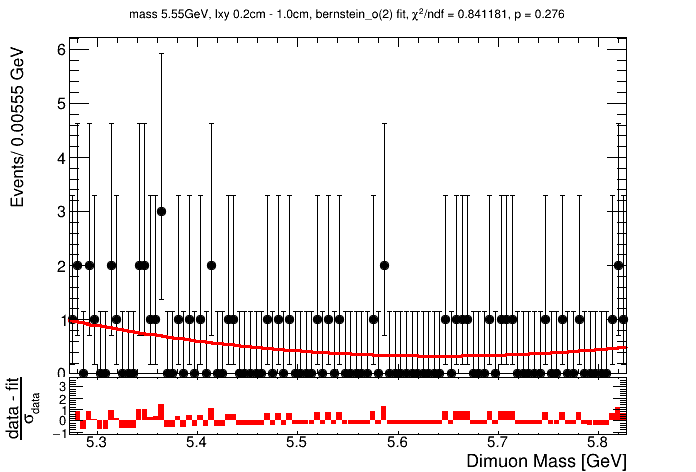 mass 5.55GeV, lxy 0.2cm - 1.0cm, bernstein_o(2) fit, χ²/ndf = 0.841181, p = 0.276
Events/ 0.00555 GeV
6
5
4
3
2
1
0
data - fit
σdata
3
2
1
0
−1
5.3 5.4 5.5 5.6 5.7 5.8
Dimuon Mass [GeV]